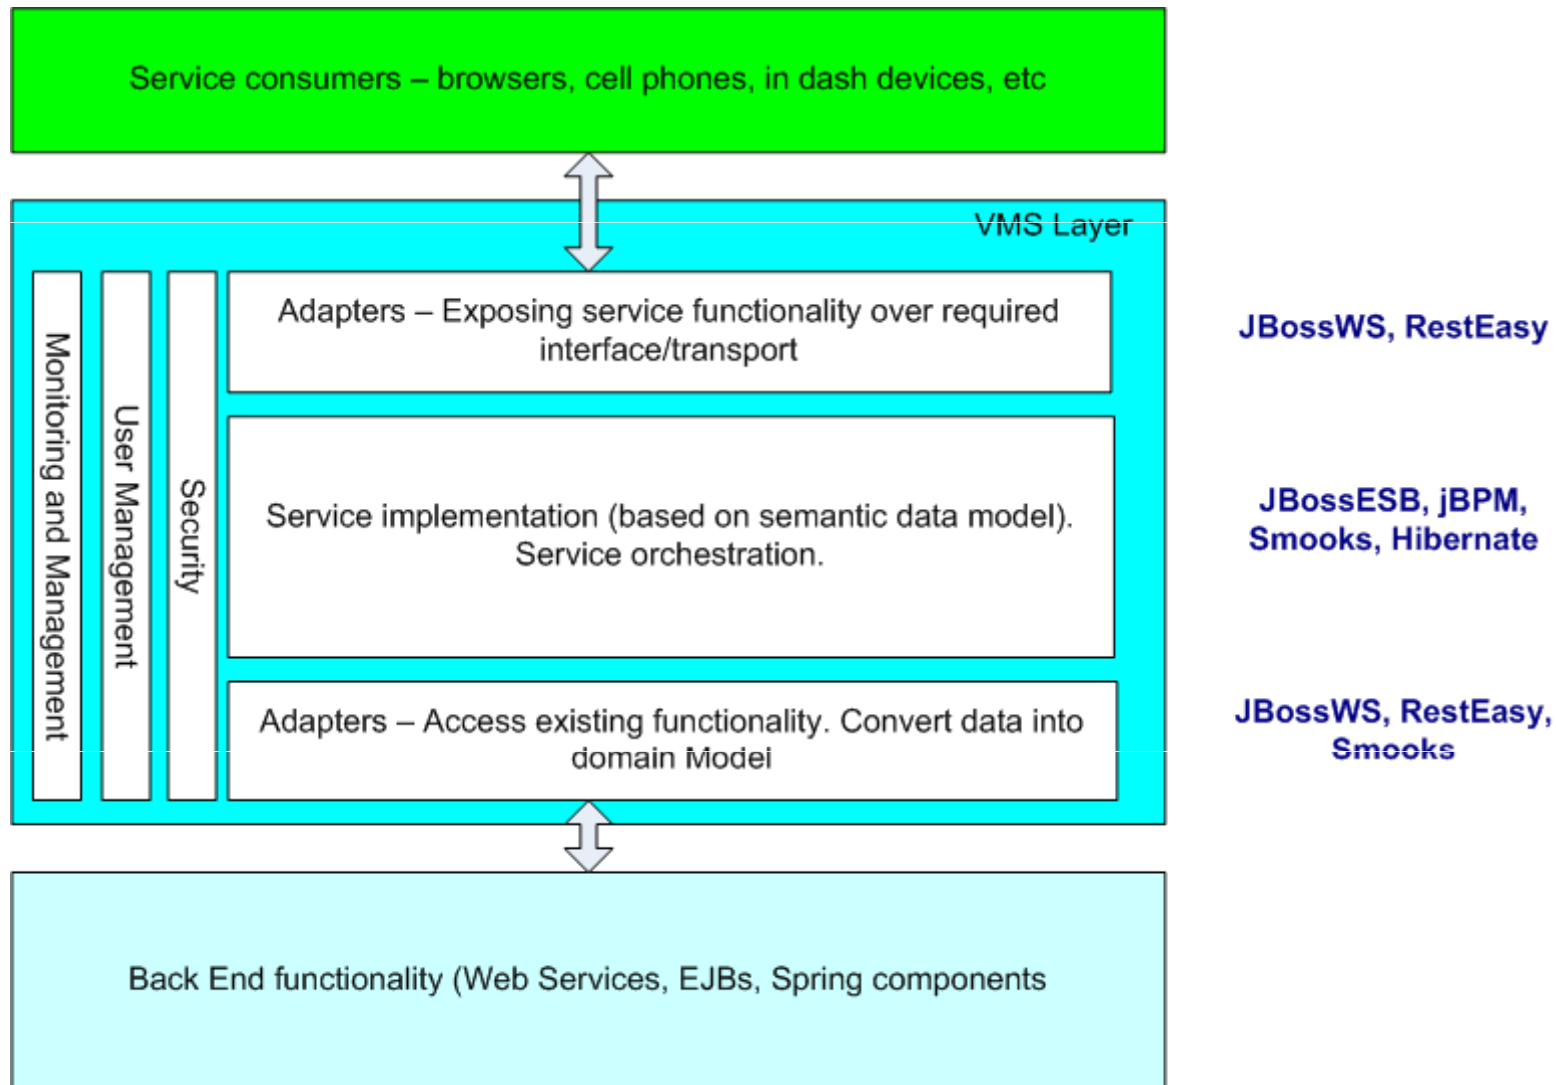 Service consumers – browsers, cell phones, in dash devices, etc
VMS Layer
Monitoring and Management
User Management
Security
Adapters – Exposing service functionality over required
interface/transport
JBossWS, RestEasy
Service implementation (based on semantic data model).
Service orchestration.
JBossESB, jBPM,
Smooks, Hibernate
Adapters – Access existing functionality. Convert data into
domain Model
JBossWS, RestEasy,
Smooks
Back End functionality (Web Services, EJBs, Spring components